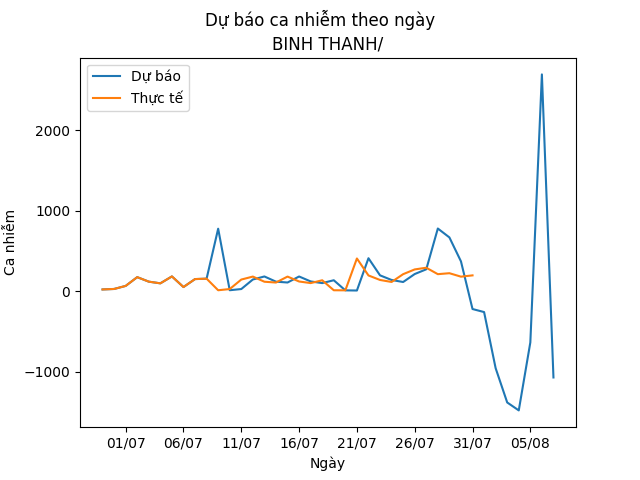 Dự báo ca nhiễm theo ngày
BINH THANH/
Dự báo
Thực tế
Ca nhiễm
2000
1000
0
−1000
01/07
06/07
11/07
16/07
21/07
26/07
31/07
05/08
Ngày